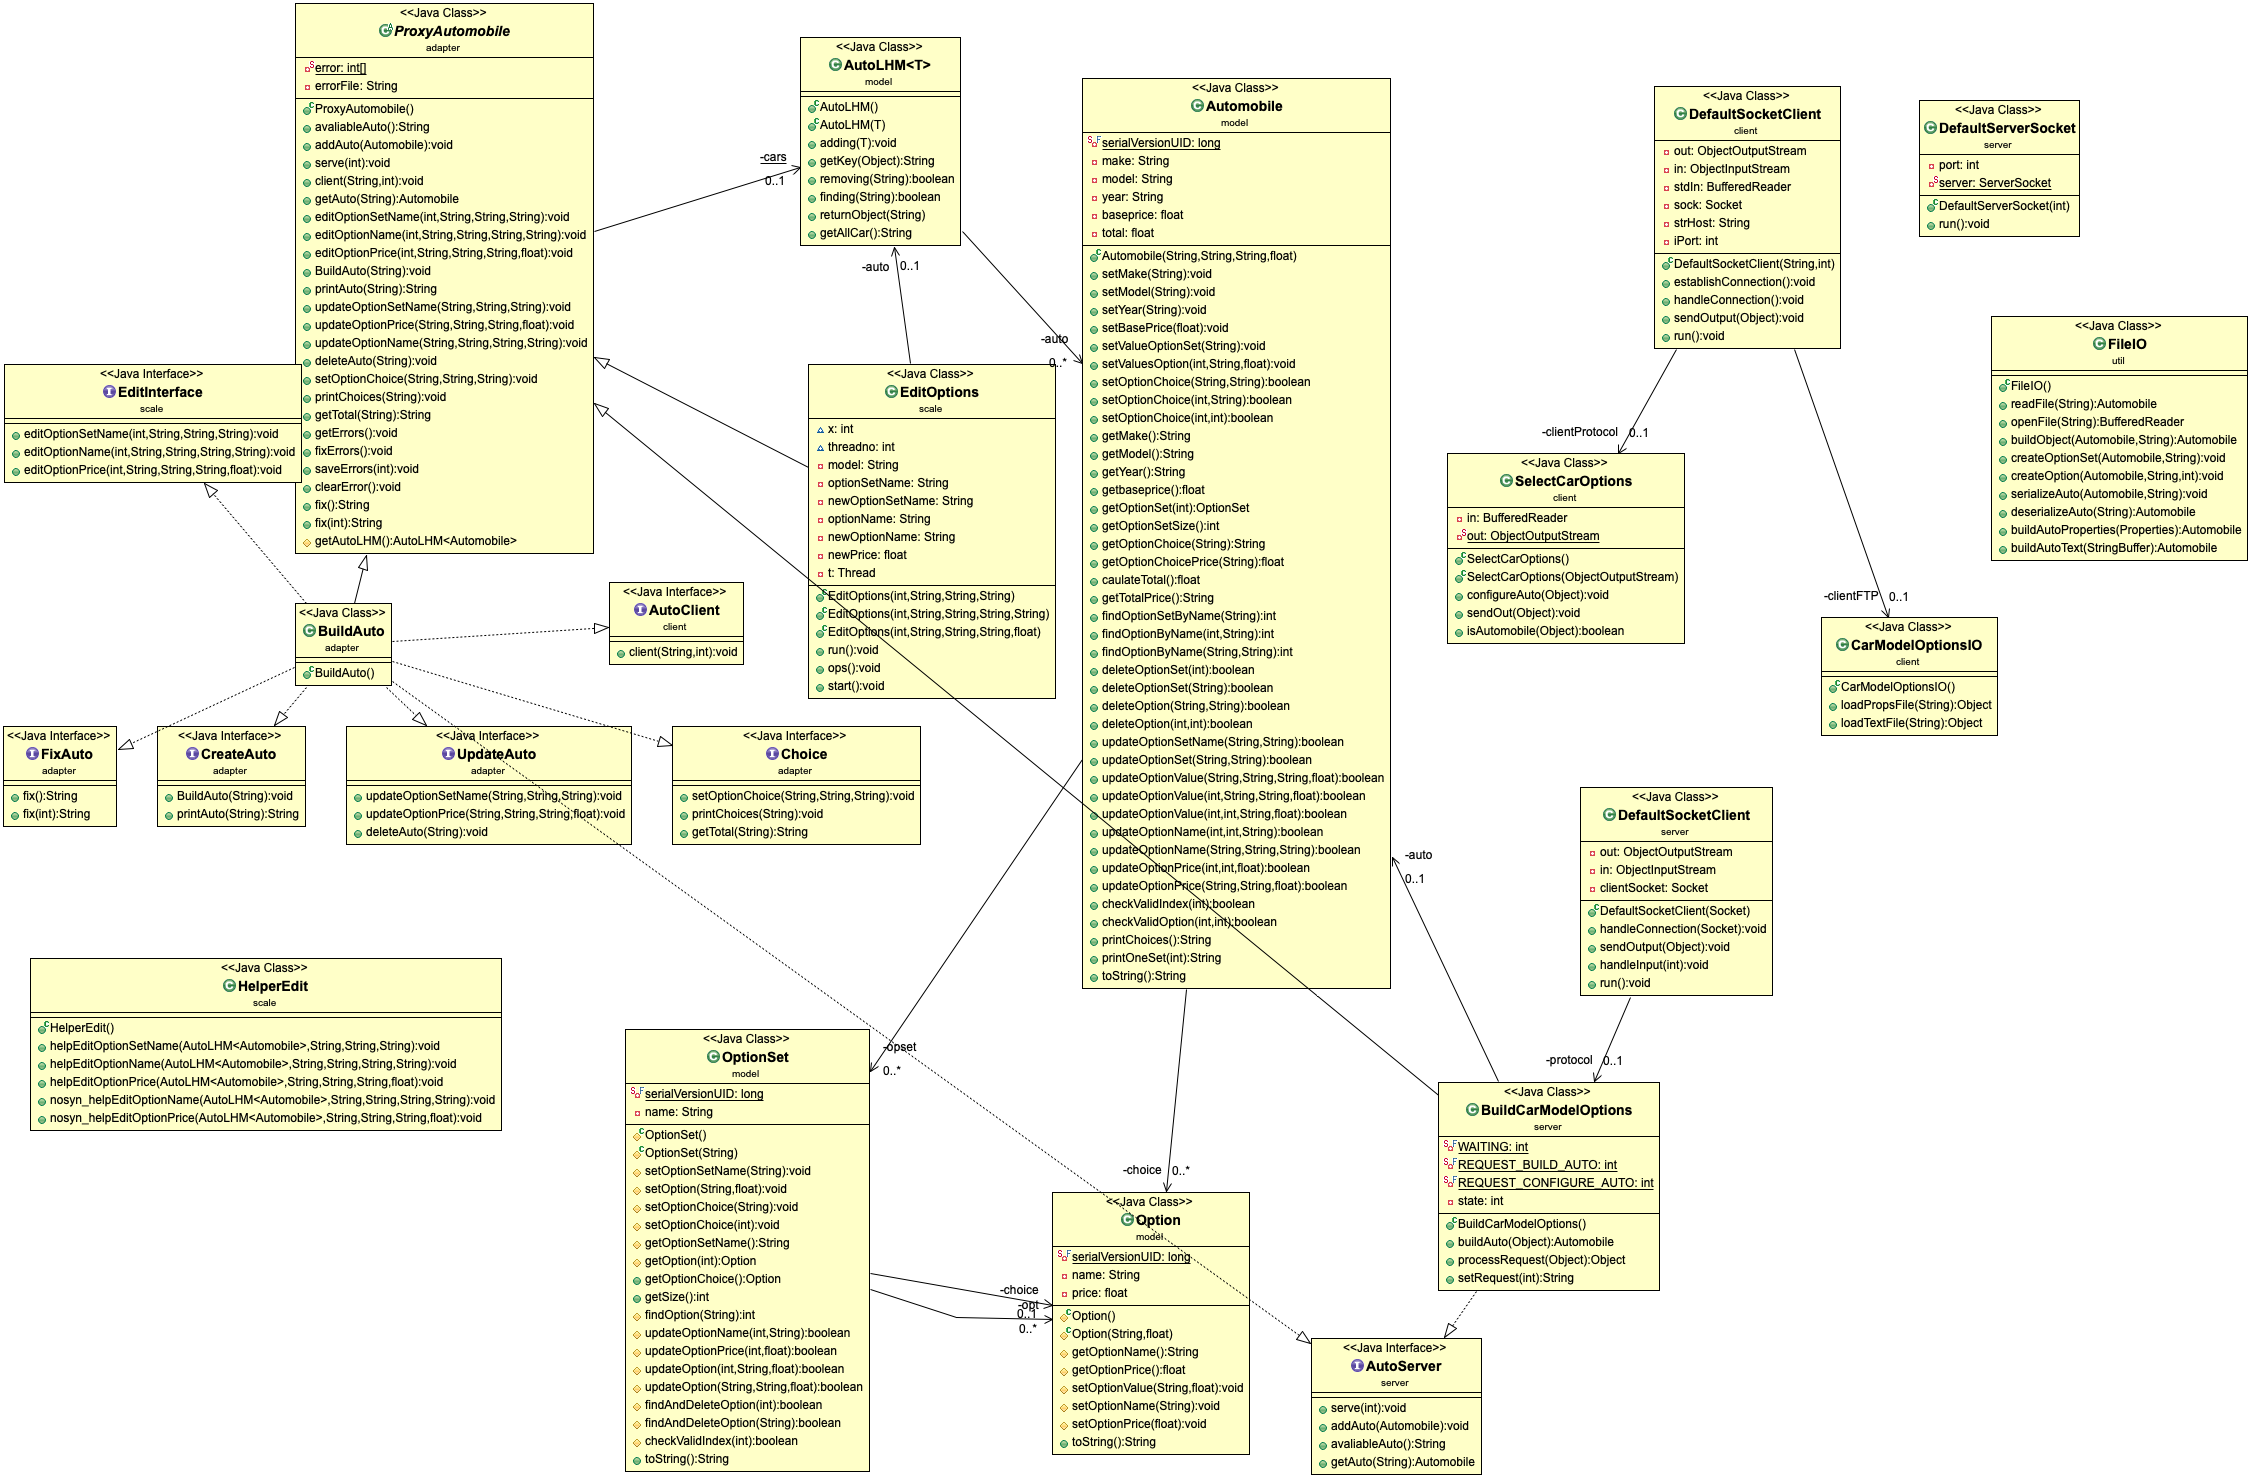 <<Java Class>>
ProxyAutomobile
adapter
error: int[]
errorFile: String
ProxyAutomobile()
avaliableAuto():String
addAuto(Automobile):void
serve(int):void
client(String,int):void
getAuto(String):Automobile
editOptionSetName(int,String,String,String):void
editOptionName(int,String,String,String,String):void
editOptionPrice(int,String,String,String,float):void
BuildAuto(String):void
printAuto(String):String
updateOptionSetName(String,String,String):void
updateOptionPrice(String,String,String,float):void
updateOptionName(String,String,String,String):void
deleteAuto(String):void
setOptionChoice(String,String,String):void
printChoices(String):void
getTotal(String):String
getErrors():void
fixErrors():void
saveErrors(int):void
clearError():void
fix():String
fix(int):String
getAutoLHM():AutoLHM<Automobile>
-cars
0..1
<<Java Class>>
AutoLHM<T>
model
AutoLHM()
AutoLHM(T)
adding(T):void
getKey(Object):String
removing(String):boolean
finding(String):boolean
returnObject(String)
getAllCar():String
-auto
0..1
-auto
0..*
<<Java Class>>
Automobile
model
serialVersionUID: long
make: String
model: String
year: String
baseprice: float
total: float
Automobile(String,String,String,float)
setMake(String):void
setModel(String):void
setYear(String):void
setBasePrice(float):void
setValueOptionSet(String):void
setValuesOption(int,String,float):void
setOptionChoice(String,String):boolean
setOptionChoice(int,String):boolean
setOptionChoice(int,int):boolean
getMake():String
getModel():String
getYear():String
getbaseprice():float
getOptionSet(int):OptionSet
getOptionSetSize():int
getOptionChoice(String):String
getOptionChoicePrice(String):float
caulateTotal():float
getTotalPrice():String
findOptionSetByName(String):int
findOptionByName(int,String):int
findOptionByName(String,String):int
deleteOptionSet(int):boolean
deleteOptionSet(String):boolean
deleteOption(String,String):boolean
deleteOption(int,int):boolean
updateOptionSetName(String,String):boolean
updateOptionSet(String,String):boolean
updateOptionValue(String,String,String,float):boolean
updateOptionValue(int,String,String,float):boolean
updateOptionValue(int,int,String,float):boolean
updateOptionName(int,int,String):boolean
updateOptionName(String,String,String):boolean
updateOptionPrice(int,int,float):boolean
updateOptionPrice(String,String,float):boolean
checkValidIndex(int):boolean
checkValidOption(int,int):boolean
printChoices():String
printOneSet(int):String
toString():String
<<Java Class>>
DefaultSocketClient
client
out: ObjectOutputStream
in: ObjectInputStream
stdIn: BufferedReader
sock: Socket
strHost: String
iPort: int
DefaultSocketClient(String,int)
establishConnection():void
handleConnection():void
sendOutput(Object):void
run():void
<<Java Class>>
DefaultServerSocket
server
port: int
server: ServerSocket
DefaultServerSocket(int)
run():void
<<Java Class>>
FileIO
util
FileIO()
readFile(String):Automobile
openFile(String):BufferedReader
buildObject(Automobile,String):Automobile
createOptionSet(Automobile,String):void
createOption(Automobile,String,int):void
serializeAuto(Automobile,String):void
deserializeAuto(String):Automobile
buildAutoProperties(Properties):Automobile
buildAutoText(StringBuffer):Automobile
<<Java Interface>>
EditInterface
scale
editOptionSetName(int,String,String,String):void
editOptionName(int,String,String,String,String):void
editOptionPrice(int,String,String,String,float):void
<<Java Class>>
EditOptions
scale
x: int
threadno: int
model: String
optionSetName: String
newOptionSetName: String
optionName: String
newOptionName: String
newPrice: float
t: Thread
EditOptions(int,String,String,String)
EditOptions(int,String,String,String,String)
EditOptions(int,String,String,String,float)
run():void
ops():void
start():void
-clientProtocol
0..1
<<Java Class>>
SelectCarOptions
client
in: BufferedReader
out: ObjectOutputStream
SelectCarOptions()
SelectCarOptions(ObjectOutputStream)
configureAuto(Object):void
sendOut(Object):void
isAutomobile(Object):boolean
-clientFTP
0..1
<<Java Class>>
CarModelOptionsIO
client
CarModelOptionsIO()
loadPropsFile(String):Object
loadTextFile(String):Object
<<Java Class>>
BuildAuto
adapter
BuildAuto()
<<Java Interface>>
AutoClient
client
client(String,int):void
<<Java Interface>>
FixAuto
adapter
fix():String
fix(int):String
<<Java Interface>>
CreateAuto
adapter
BuildAuto(String):void
printAuto(String):String
<<Java Interface>>
UpdateAuto
adapter
updateOptionSetName(String,String,String):void
updateOptionPrice(String,String,String,float):void
deleteAuto(String):void
<<Java Interface>>
Choice
adapter
setOptionChoice(String,String,String):void
printChoices(String):void
getTotal(String):String
<<Java Class>>
DefaultSocketClient
server
out: ObjectOutputStream
in: ObjectInputStream
clientSocket: Socket
DefaultSocketClient(Socket)
handleConnection(Socket):void
sendOutput(Object):void
handleInput(int):void
run():void
-auto
0..1
-protocol
0..1
<<Java Class>>
HelperEdit
scale
HelperEdit()
helpEditOptionSetName(AutoLHM<Automobile>,String,String,String):void
helpEditOptionName(AutoLHM<Automobile>,String,String,String,String):void
helpEditOptionPrice(AutoLHM<Automobile>,String,String,String,float):void
nosyn_helpEditOptionName(AutoLHM<Automobile>,String,String,String,String):void
nosyn_helpEditOptionPrice(AutoLHM<Automobile>,String,String,String,float):void
<<Java Class>>
OptionSet
model
serialVersionUID: long
name: String
OptionSet()
OptionSet(String)
setOptionSetName(String):void
setOption(String,float):void
setOptionChoice(String):void
setOptionChoice(int):void
getOptionSetName():String
getOption(int):Option
getOptionChoice():Option
getSize():int
findOption(String):int
updateOptionName(int,String):boolean
updateOptionPrice(int,float):boolean
updateOption(int,String,float):boolean
updateOption(String,String,float):boolean
findAndDeleteOption(int):boolean
findAndDeleteOption(String):boolean
checkValidIndex(int):boolean
toString():String
-opset
0..*
-choice
0..*
-choice
-opt
0..1
0..*
<<Java Class>>
Option
model
serialVersionUID: long
name: String
price: float
Option()
Option(String,float)
getOptionName():String
getOptionPrice():float
setOptionValue(String,float):void
setOptionName(String):void
setOptionPrice(float):void
toString():String
<<Java Class>>
BuildCarModelOptions
server
WAITING: int
REQUEST_BUILD_AUTO: int
REQUEST_CONFIGURE_AUTO: int
state: int
BuildCarModelOptions()
buildAuto(Object):Automobile
processRequest(Object):Object
setRequest(int):String
<<Java Interface>>
AutoServer
server
serve(int):void
addAuto(Automobile):void
avaliableAuto():String
getAuto(String):Automobile